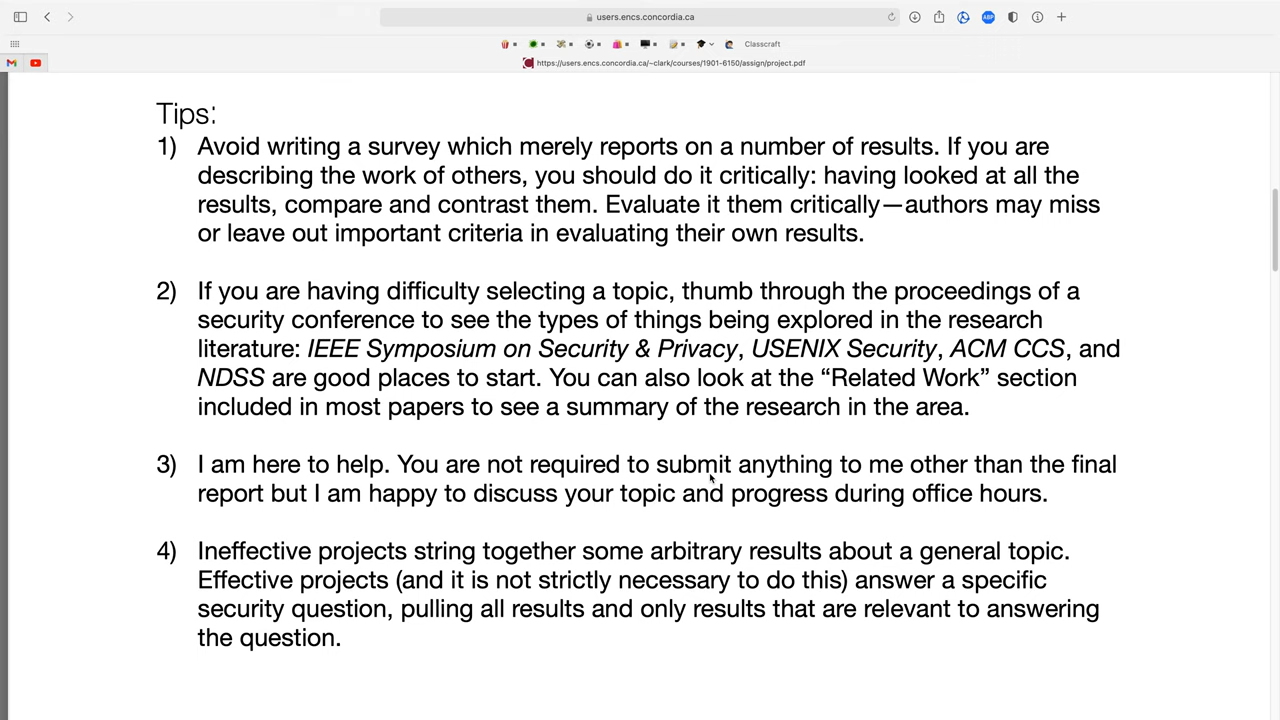 users.encs.concordia.ca
ABP
Classcraft
https://users.encs.concordia.ca/~clark/courses/1901-6150/assign/project.pdf
Tips:
1) Avoid writing a survey which merely reports on a number of results. If you are
describing the work of others, you should do it critically: having looked at all the
results, compare and contrast them. Evaluate it them critically—authors may miss
or leave out important criteria in evaluating their own results.
2) If you are having difficulty selecting a topic, thumb through the proceedings of a
security conference to see the types of things being explored in the research
literature: IEEE Symposium on Security & Privacy, USENIX Security, ACM CCS, and
NDSS are good places to start. You can also look at the “Related Work” section
included in most papers to see a summary of the research in the area.
3) I am here to help. You are not required to submit anything to me other than the final
report but I am happy to discuss your topic and progress during office hours.
4) Ineffective projects string together some arbitrary results about a general topic.
Effective projects (and it is not strictly necessary to do this) answer a specific
security question, pulling all results and only results that are relevant to answering
the question.